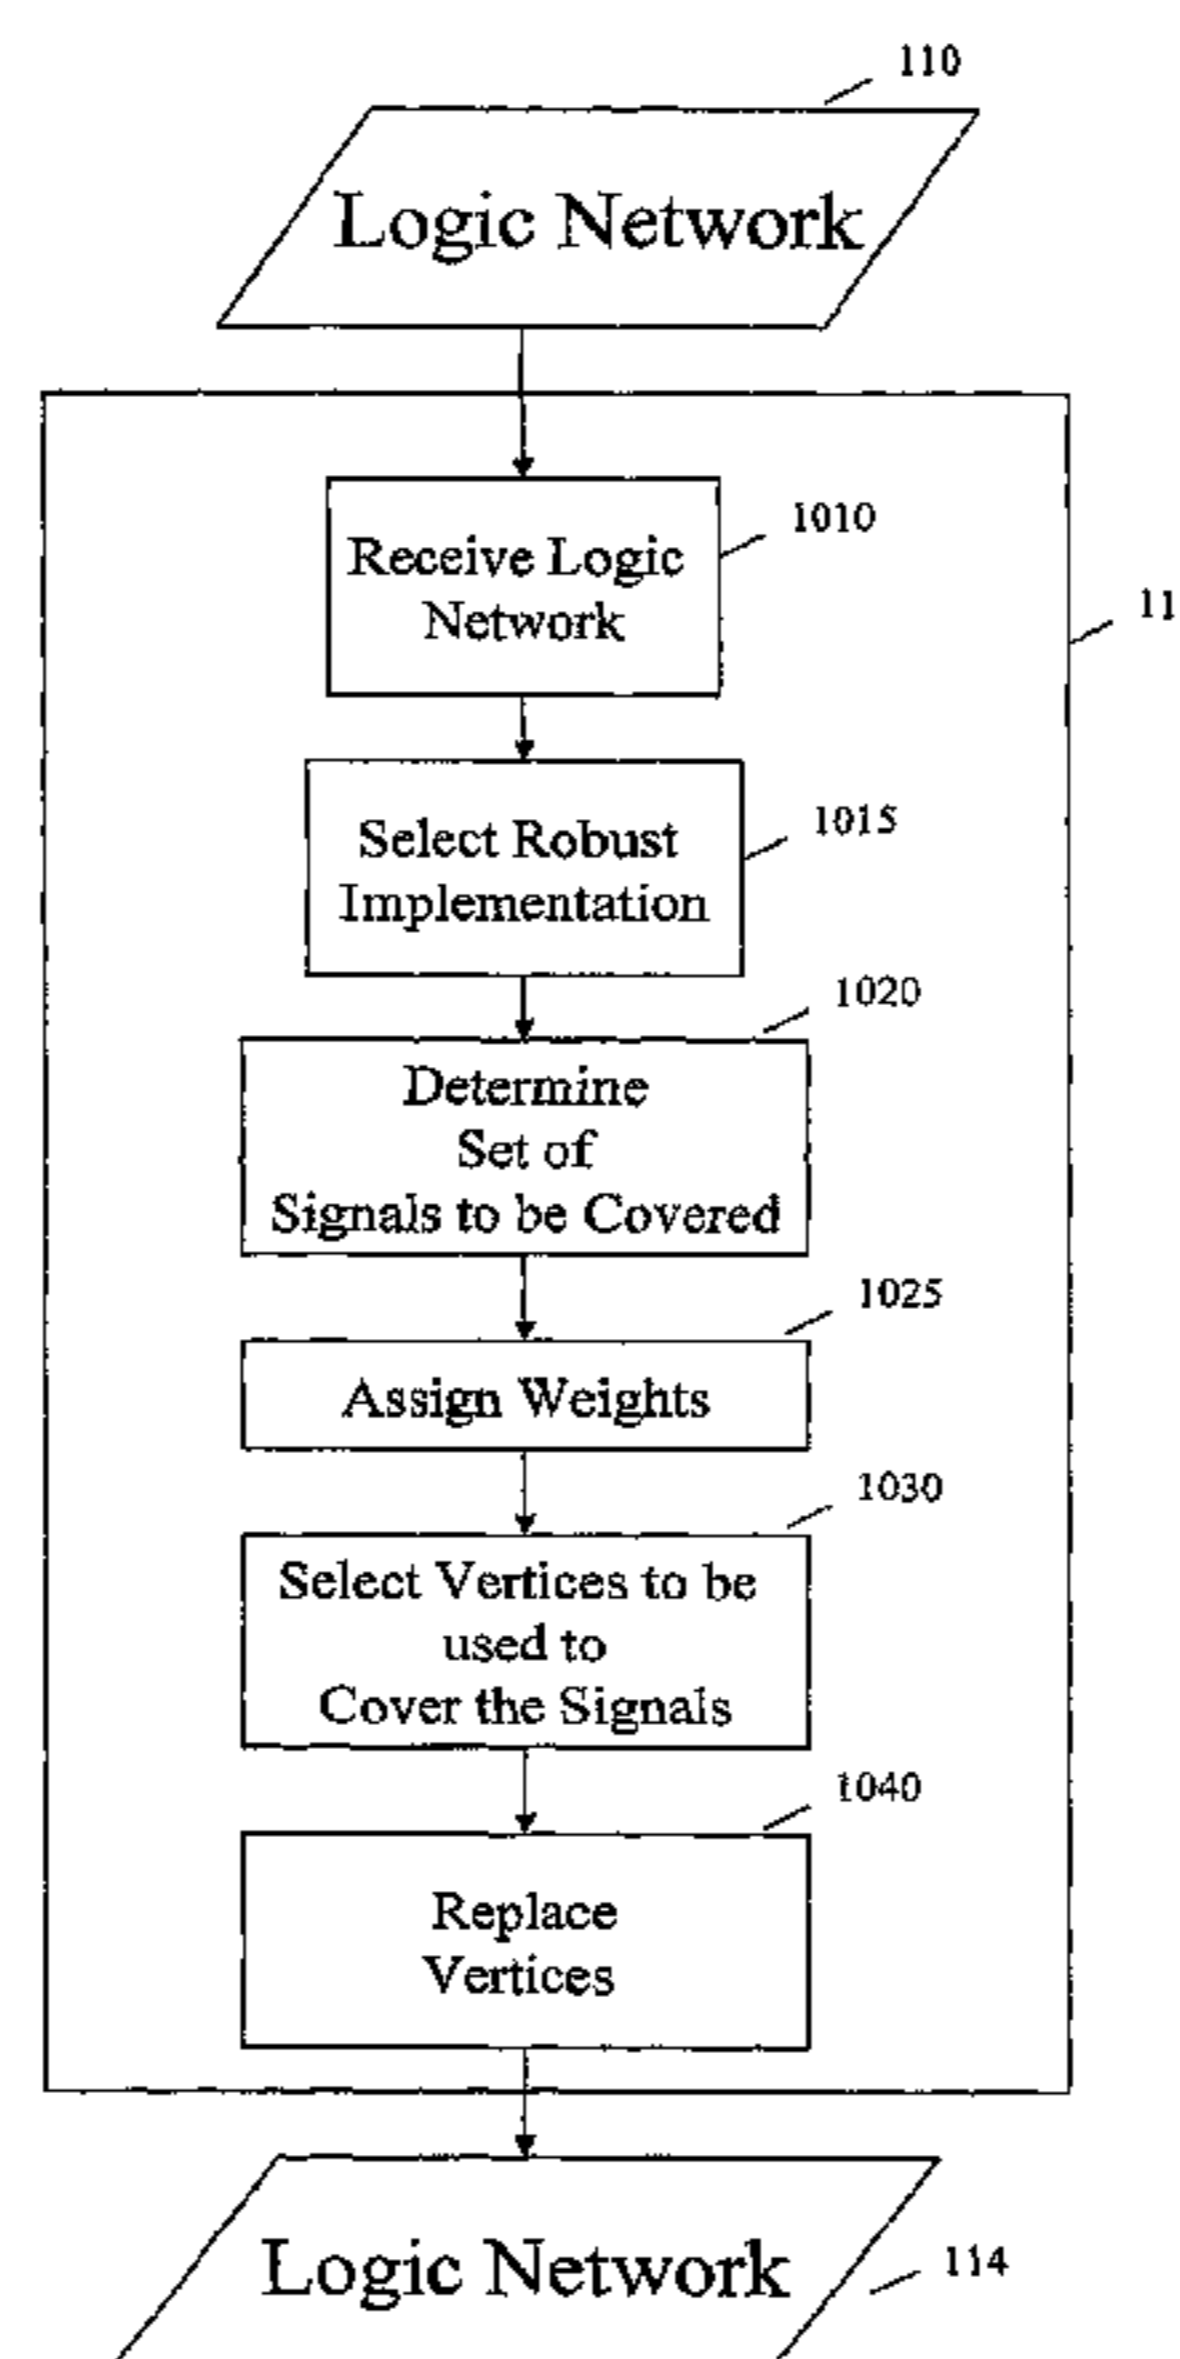 110
Logic Network
1010
Receive Logic
Network
11
1015
Select Robust
Implementation
1020
Determine
Set of
Signals to be Covered
1025
Assign Weights
1030
Select Vertices to be
used to
Cover the Signals
1040
Replace
Vertices
Logic Network
114